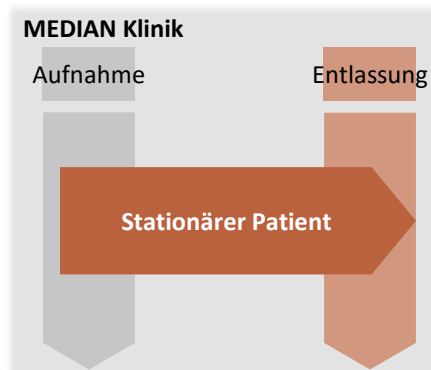 MEDIAN Klinik
Aufnahme
Entlassung
Stationärer Patient